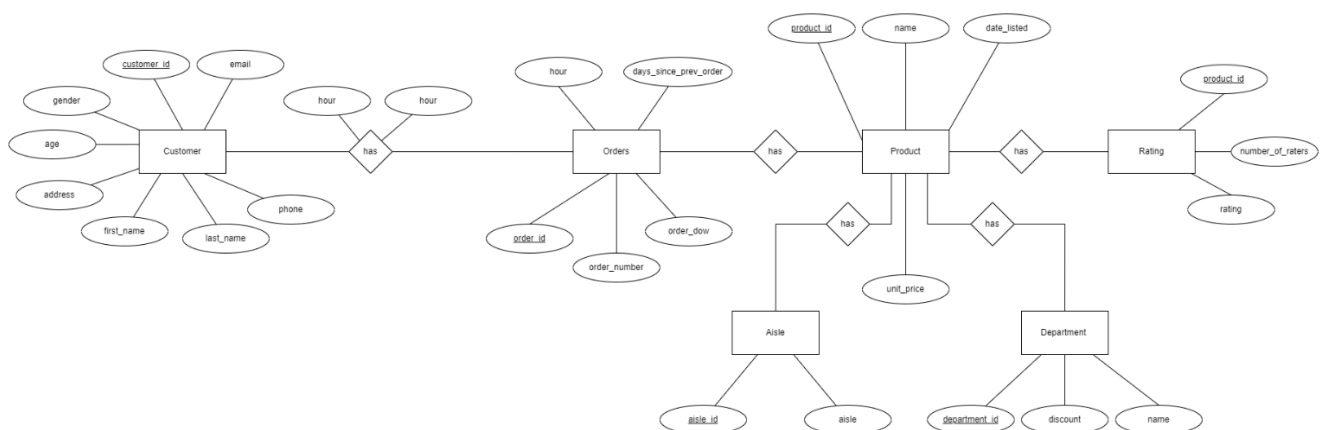 product_id
name
date_listed
customer_id
email
hour
days_since_prev_order
product_id
gender
hour
hour
age
Customer
has
Orders
has
Product
has
Rating
number_of_raters
address
phone
rating
first_name
last_name
order_id
order_dow
has
has
order_number
unit_price
Aisle
Department
aisle_id
aisle
department_id
discount
name